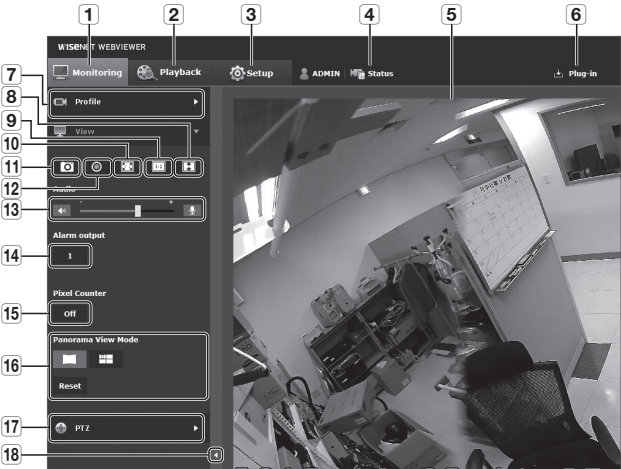 1 2 3 4 5 6
WISENET WEBVIEWER
Monitoring Playback Setup ADMIN Status Plug-in
7
Profile
8
View
9
10
11
1:1
12
Audio
13
- +
Alarm output
14
1
Pixel Counter
15
Off
Panorama View Mode
16
Reset
17
PTZ
18